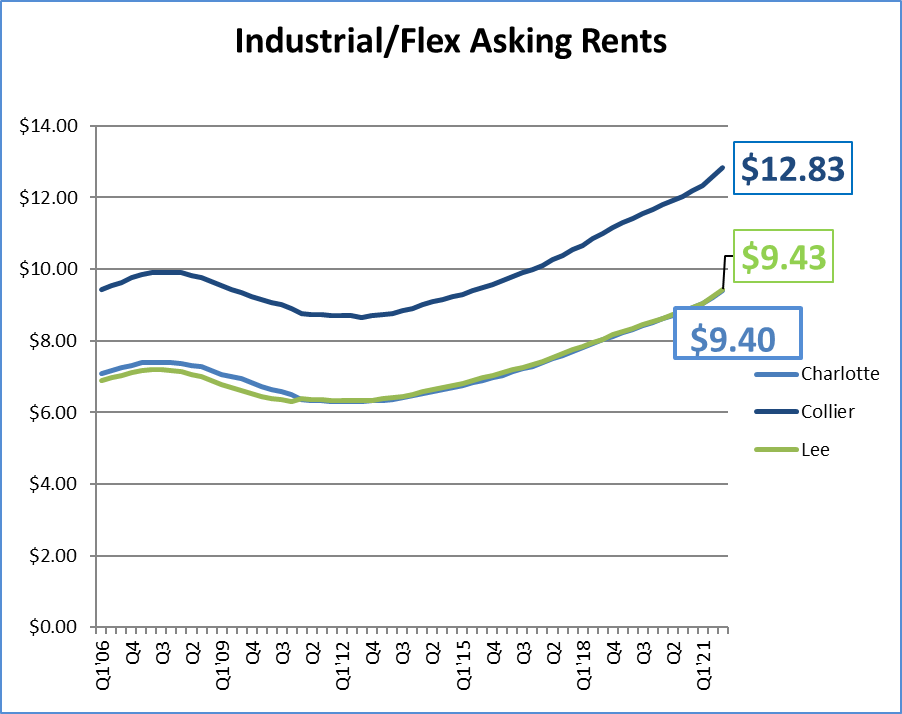 Industrial/Flex Asking Rents
$14.00
$12.00
$10.00
$8.00
$6.00
$4.00
$2.00
$0.00
$12.83
$9.43
$9.40
Charlotte
Collier
Lee
Q1'06
Q4
Q3
Q2
Q1'09
Q4
Q3
Q2
Q1'12
Q4
Q3
Q2
Q1'15
Q4
Q3
Q2
Q1'18
Q4
Q3
Q2
Q1'21